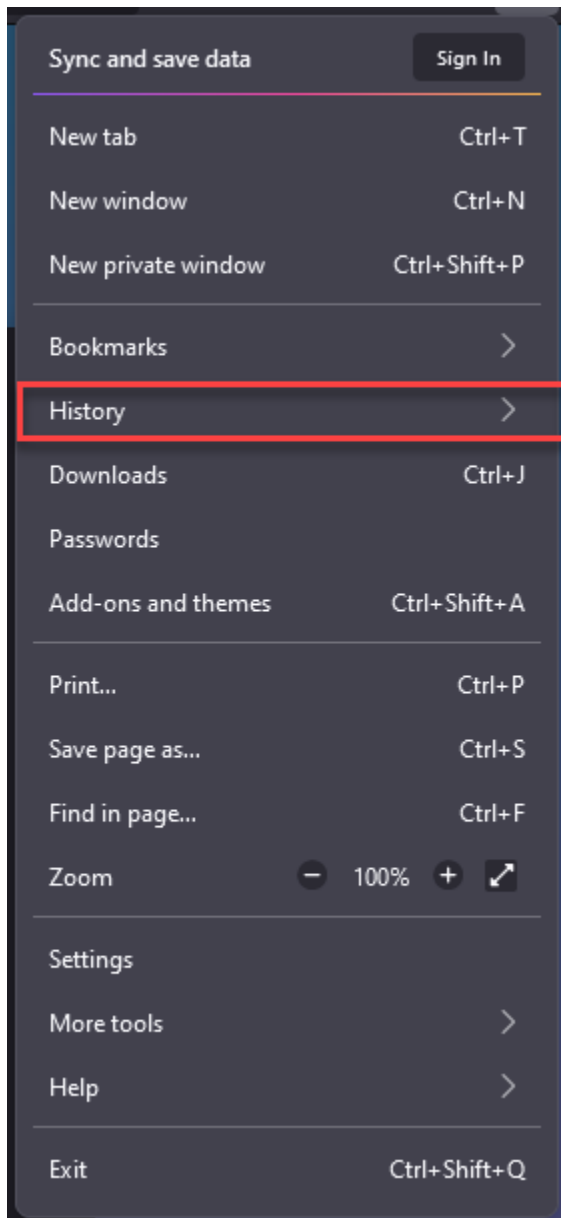 Sync and save data Sign In
New tab Ctrl+T
New window Ctrl+N
New private window Ctrl+Shift+P
Bookmarks
History
Downloads Ctrl+J
Passwords
Add-ons and themes Ctrl+Shift+A
Print... Ctrl+P
Save page as... Ctrl+S
Find in page... Ctrl+F
Zoom 100%
Settings
More tools
Help
Exit Ctrl+Shift+Q